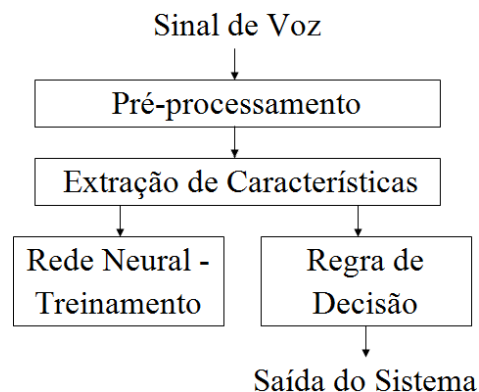 Sinal de Voz
Pré-processamento
Extração de Características
Rede Neural -
Treinamento
Regra de
Decisão
Saída do Sistema